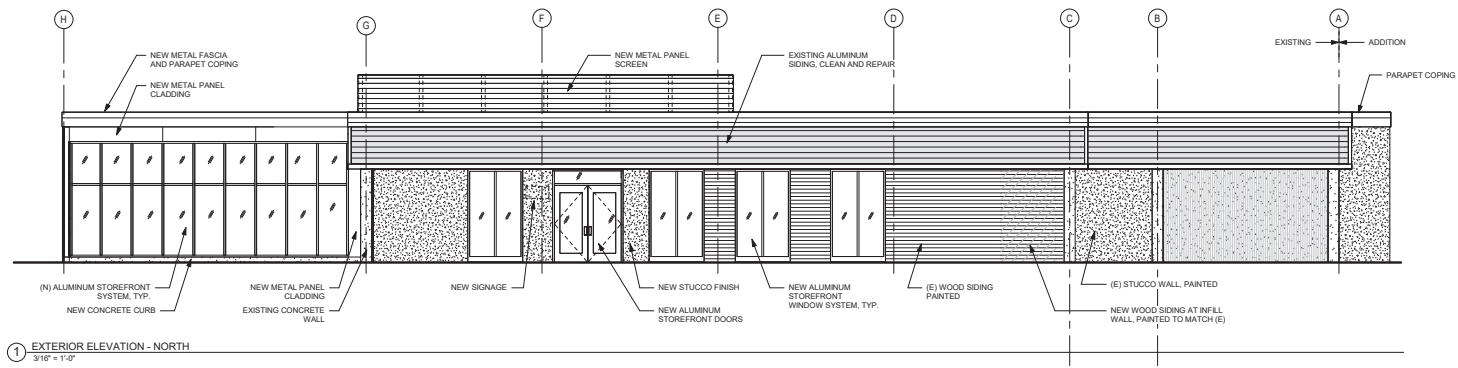 H
G
F
E
D
C
B
A
EXISTING
ADDITION
NEW METAL FASCIA
AND PARAPET COPING
NEW METAL PANEL
CLADDING
NEW METAL PANEL
SCREEN
EXISTING ALUMINUM
SIDING, CLEAN AND REPAIR
PARAPET COPING
(N) ALUMINUM STOREFRONT
SYSTEM, TYP.
NEW CONCRETE CURB
NEW METAL PANEL
CLADDING
EXISTING CONCRETE
WALL
NEW SIGNAGE
NEW STUCCO FINISH
NEW ALUMINUM
STOREFRONT DOORS
NEW ALUMINUM
STOREFRONT
WINDOW SYSTEM, TYP.
(E) WOOD SIDING
PAINTED
(E) STUCCO WALL, PAINTED
NEW WOOD SIDING AT INFILL
WALL, PAINTED TO MATCH (E)
1
EXTERIOR ELEVATION - NORTH
3/16" = 1'-0"